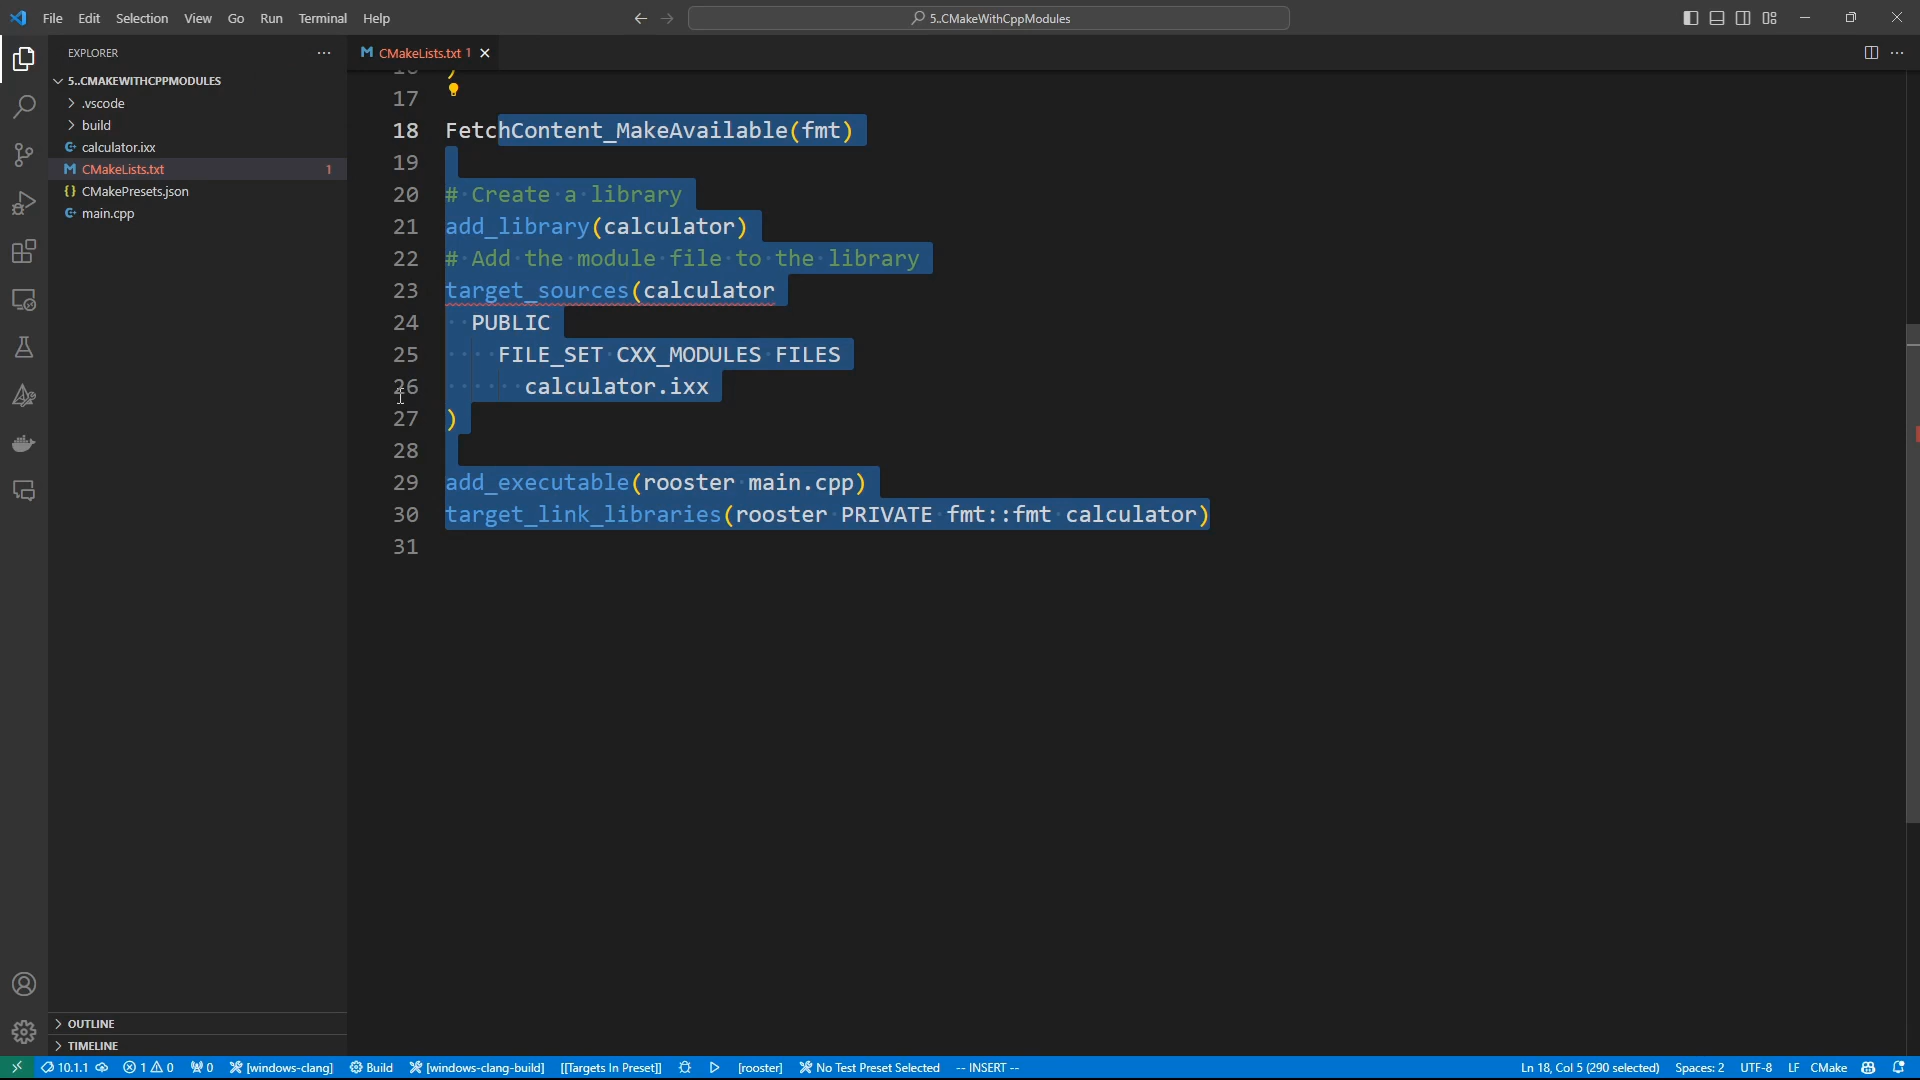 File Edit Selection View Go Run Terminal Help
5..CMakeWithCppModules
EXPLORER
5..CMAKEWITHCPPMODULES
.vscode
build
calculator.ixx
CMakeLists.txt 1
CMakePresets.json
main.cpp
OUTLINE
TIMELINE
CMakeLists.txt 1
16 )
17
18 FetchContent_MakeAvailable(fmt)
19
20 # Create a library
21 add_library(calculator)
22 # Add the module file to the library
23 target_sources(calculator
24 PUBLIC
25 FILE_SET CXX_MODULES FILES
26 calculator.ixx
27 )
28
29 add_executable(rooster main.cpp)
30 target_link_libraries(rooster PRIVATE fmt::fmt calculator)
31
10.1.1 1 0 0 [windows-clang] Build [windows-clang-build] [[Targets In Preset]] [rooster] No Test Preset Selected -- INSERT -- Ln 18, Col 5 (290 selected) Spaces: 2 UTF-8 LF CMake